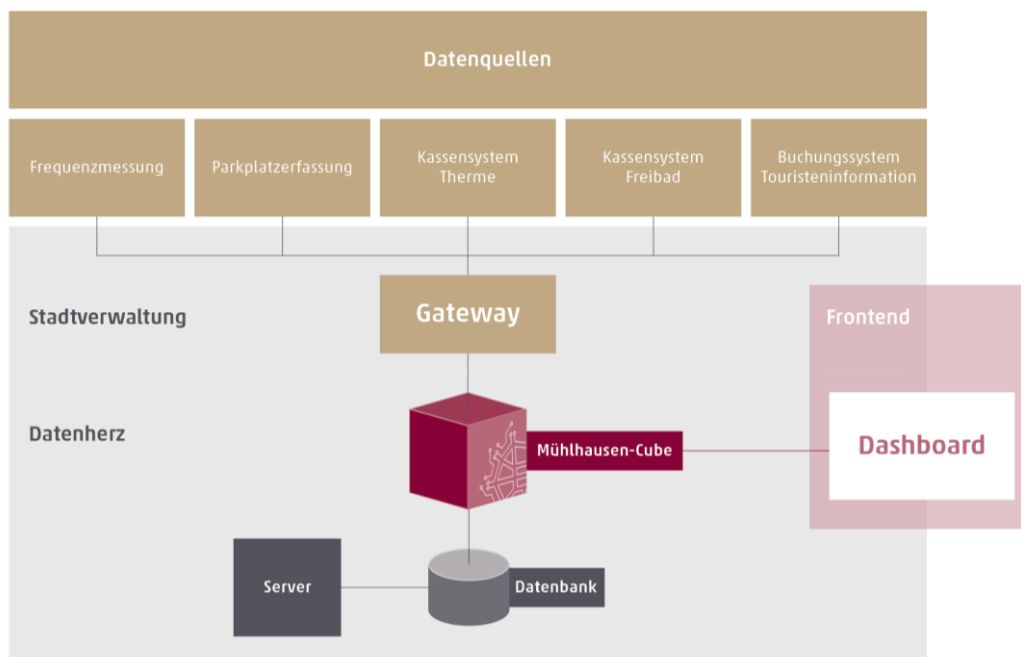 Datenquellen
Frequenzmessung
Parkplatzerfassung
Kassensystem
Therme
Kassensystem
Freibad
Buchungssystem
Touristeninformation
Stadtverwaltung
Gateway
Frontend
Datenherz
Mühlhausen-Cube
Dashboard
Server
Datenbank